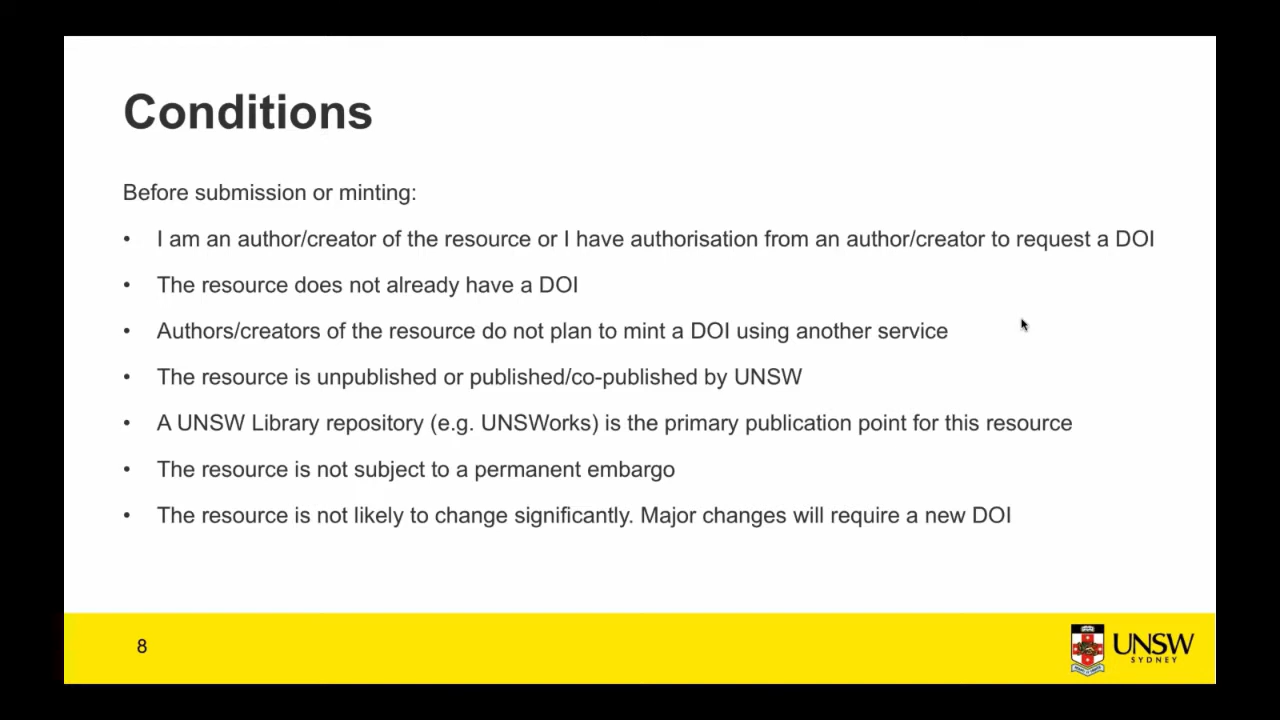 Conditions
Before submission or minting:
• I am an author/creator of the resource or I have authorisation from an author/creator to request a DOI
• The resource does not already have a DOI
• Authors/creators of the resource do not plan to mint a DOI using another service
• The resource is unpublished or published/co-published by UNSW
• A UNSW Library repository (e.g. UNSWorks) is the primary publication point for this resource
• The resource is not subject to a permanent embargo
• The resource is not likely to change significantly. Major changes will require a new DOI
8
UNSW
SYDNEY